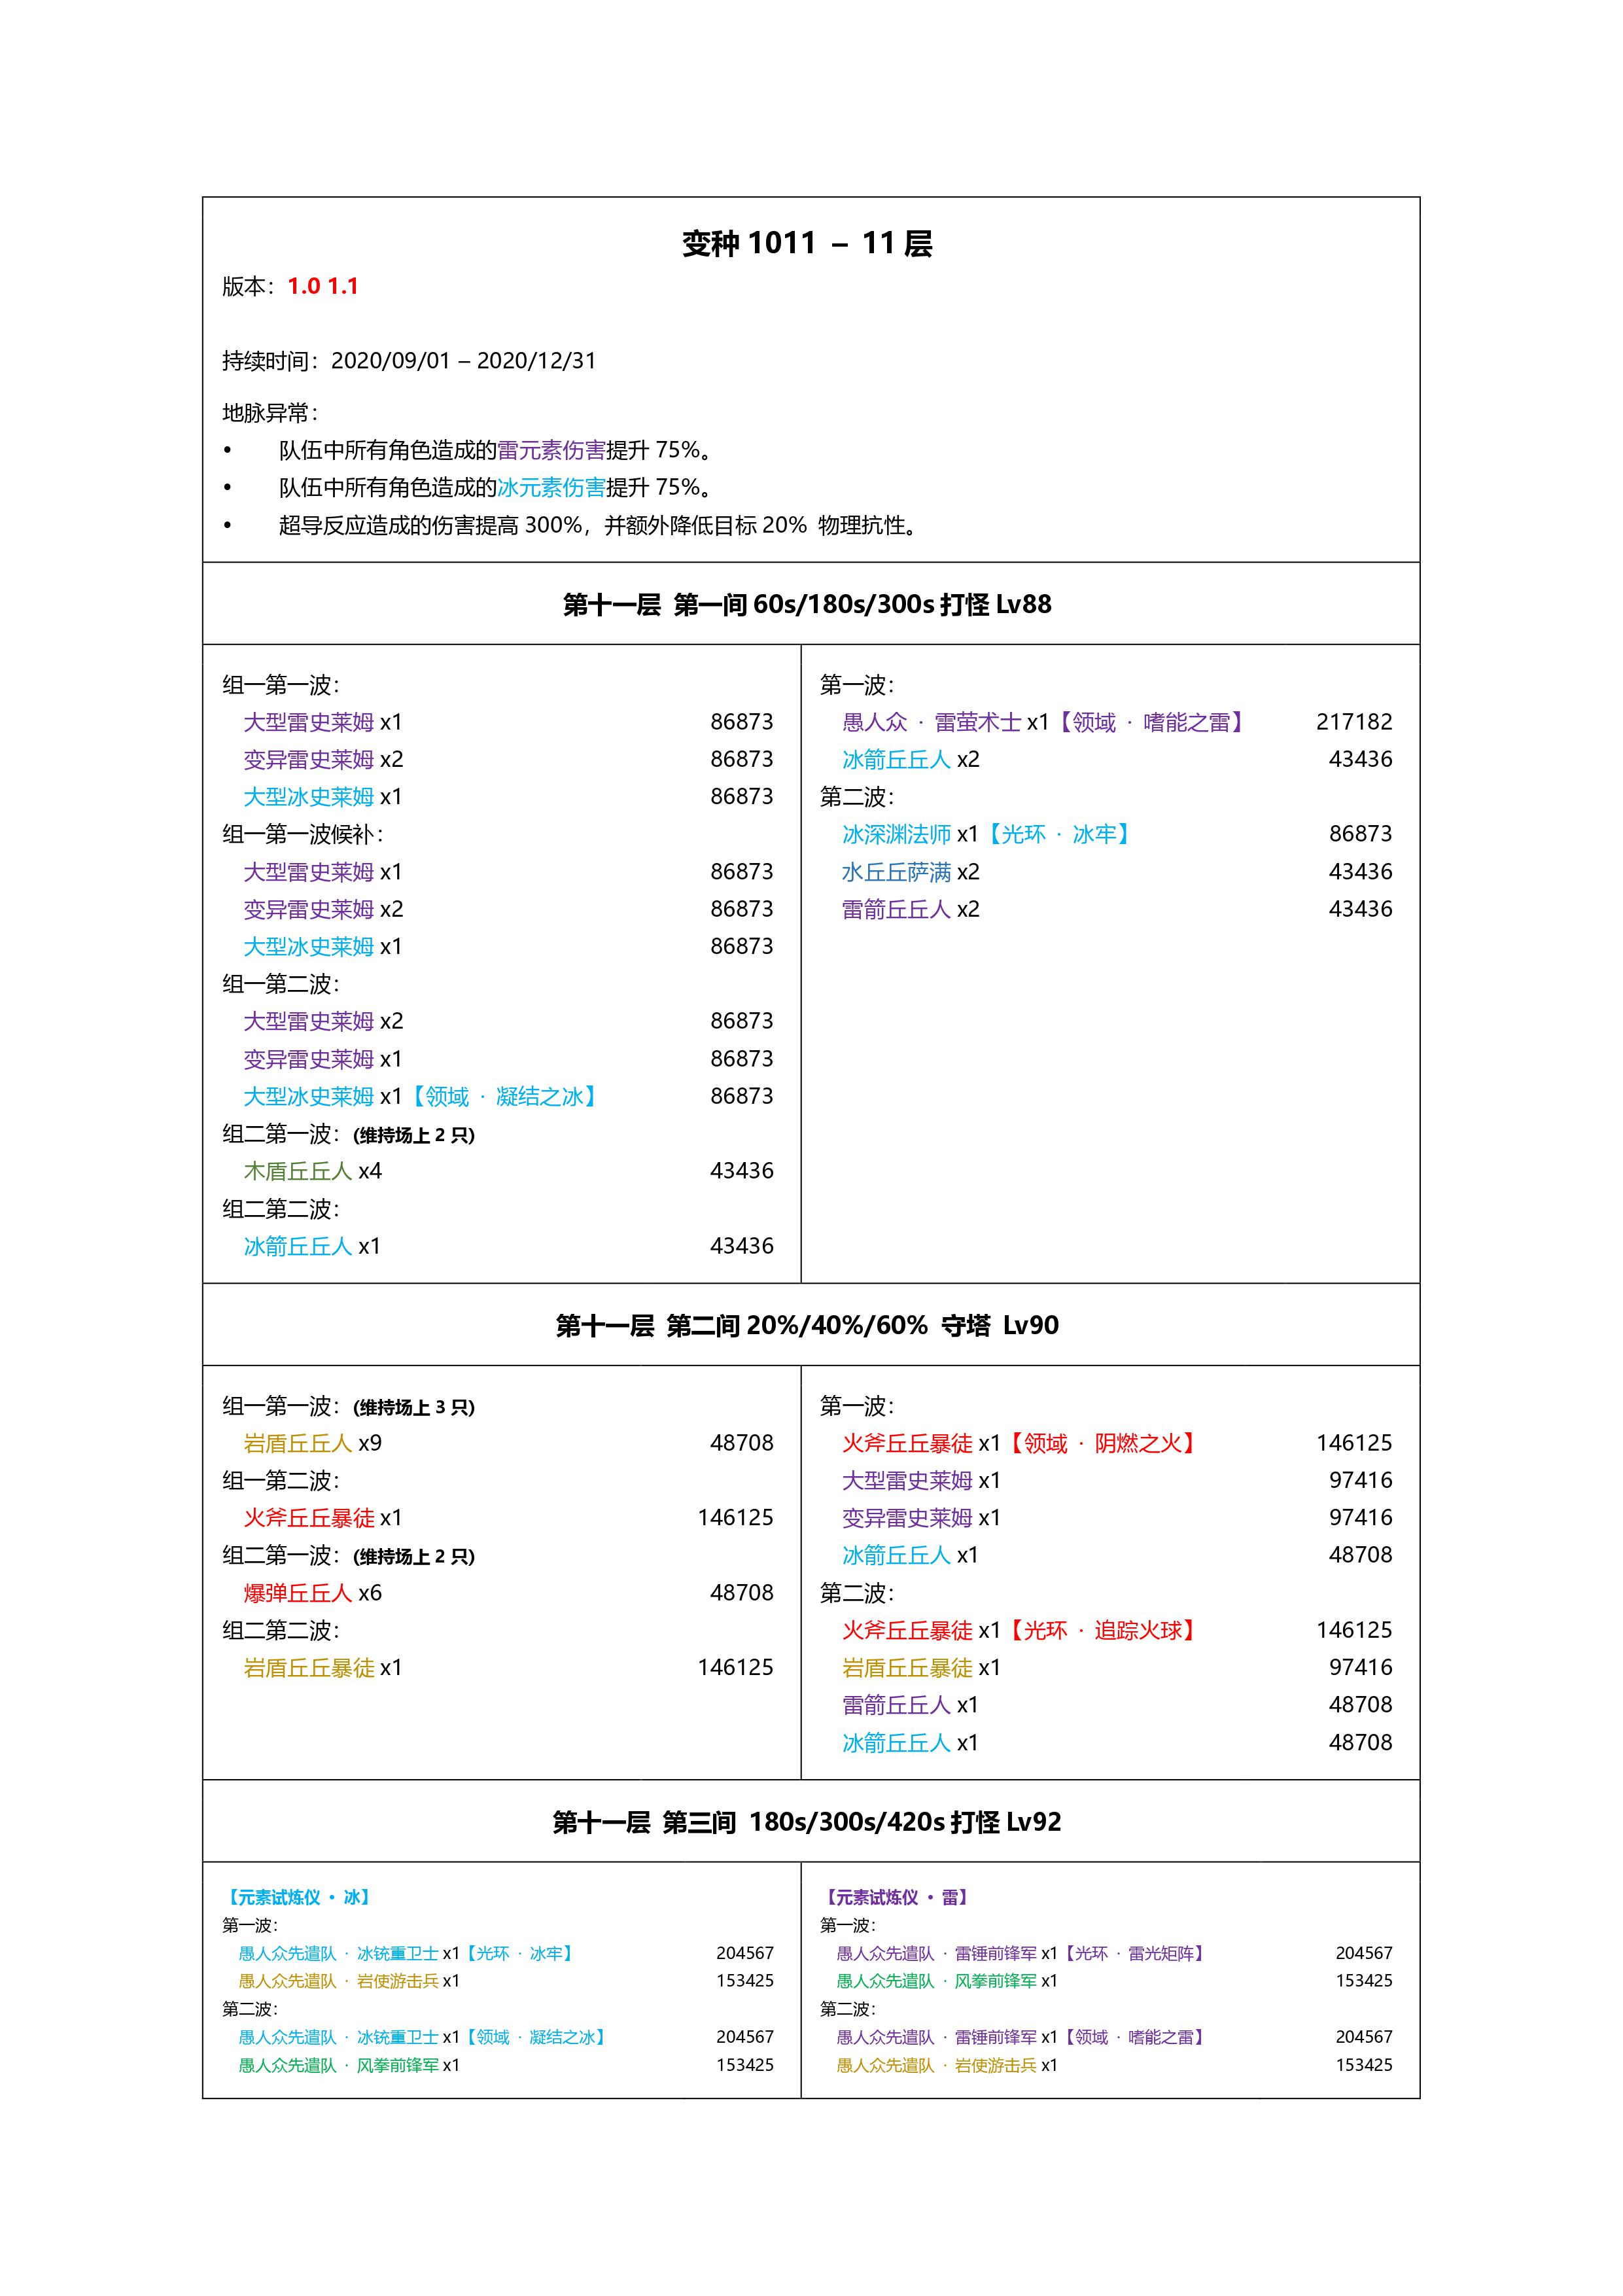 变种 1011 – 11 层
版本：1.0 1.1
持续时间：2020/09/01 – 2020/12/31
地脉异常：
• 队伍中所有角色造成的雷元素伤害提升 75%。
• 队伍中所有角色造成的冰元素伤害提升 75%。
• 超导反应造成的伤害提高 300%，并额外降低目标 20% 物理抗性。
第十一层 第一间 60s/180s/300s 打怪 Lv88
组一第一波：
大型雷史莱姆 x1 86873
变异雷史莱姆 x2 86873
大型冰史莱姆 x1 86873
组一第一波候补：
大型雷史莱姆 x1 86873
变异雷史莱姆 x2 86873
大型冰史莱姆 x1 86873
组一第二波：
大型雷史莱姆 x2 86873
变异雷史莱姆 x1 86873
大型冰史莱姆 x1【领域 · 凝结之冰】 86873
组二第一波：(维持场上 2 只)
木盾丘丘人 x4 43436
组二第二波：
冰箭丘丘人 x1 43436
第一波：
愚人众 · 雷萤术士 x1【领域 · 嗜能之雷】 217182
冰箭丘丘人 x2 43436
第二波：
冰深渊法师 x1【光环 · 冰牢】 86873
水丘丘萨满 x2 43436
雷箭丘丘人 x2 43436
第十一层 第二间 20%/40%/60% 守塔 Lv90
组一第一波：(维持场上 3 只)
岩盾丘丘人 x9 48708
组一第二波：
火斧丘丘暴徒 x1 146125
组二第一波：(维持场上 2 只)
爆弹丘丘人 x6 48708
组二第二波：
岩盾丘丘暴徒 x1 146125
第一波：
火斧丘丘暴徒 x1【领域 · 阴燃之火】 146125
大型雷史莱姆 x1 97416
变异雷史莱姆 x1 97416
冰箭丘丘人 x1 48708
第二波：
火斧丘丘暴徒 x1【光环 · 追踪火球】 146125
岩盾丘丘暴徒 x1 97416
雷箭丘丘人 x1 48708
冰箭丘丘人 x1 48708
第十一层 第三间 180s/300s/420s 打怪 Lv92
【元素试炼仪 · 冰】
第一波：
愚人众先遣队 · 冰铳重卫士 x1【光环 · 冰牢】 204567
愚人众先遣队 · 岩使游击兵 x1 153425
第二波：
愚人众先遣队 · 冰铳重卫士 x1【领域 · 凝结之冰】 204567
愚人众先遣队 · 风拳前锋军 x1 153425
【元素试炼仪 · 雷】
第一波：
愚人众先遣队 · 雷锤前锋军 x1【光环 · 雷光矩阵】 204567
愚人众先遣队 · 风拳前锋军 x1 153425
第二波：
愚人众先遣队 · 雷锤前锋军 x1【领域 · 嗜能之雷】 204567
愚人众先遣队 · 岩使游击兵 x1 153425